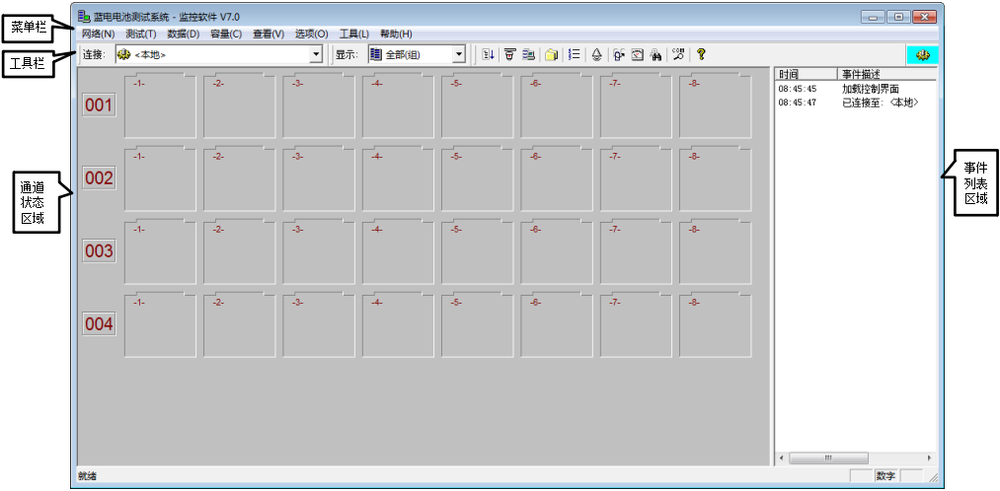 蓝电电池测试系统 - 监控软件 V7.0
菜单栏
网络(N) 测试(T) 数据(D) 容量(C) 查看(V) 选项(O) 工具(L) 帮助(H)
工具栏
连接: <本地> 显示: 全部(组)
时间 事件描述
08:45:45 加载控制界面
08:45:47 已连接至: <本地>
001 -1- -2- -3- -4- -5- -6- -7- -8-
002 -1- -2- -3- -4- -5- -6- -7- -8-
003 -1- -2- -3- -4- -5- -6- -7- -8-
004 -1- -2- -3- -4- -5- -6- -7- -8-
通道
状态
区域
事件
列表
区域
就绪 数字